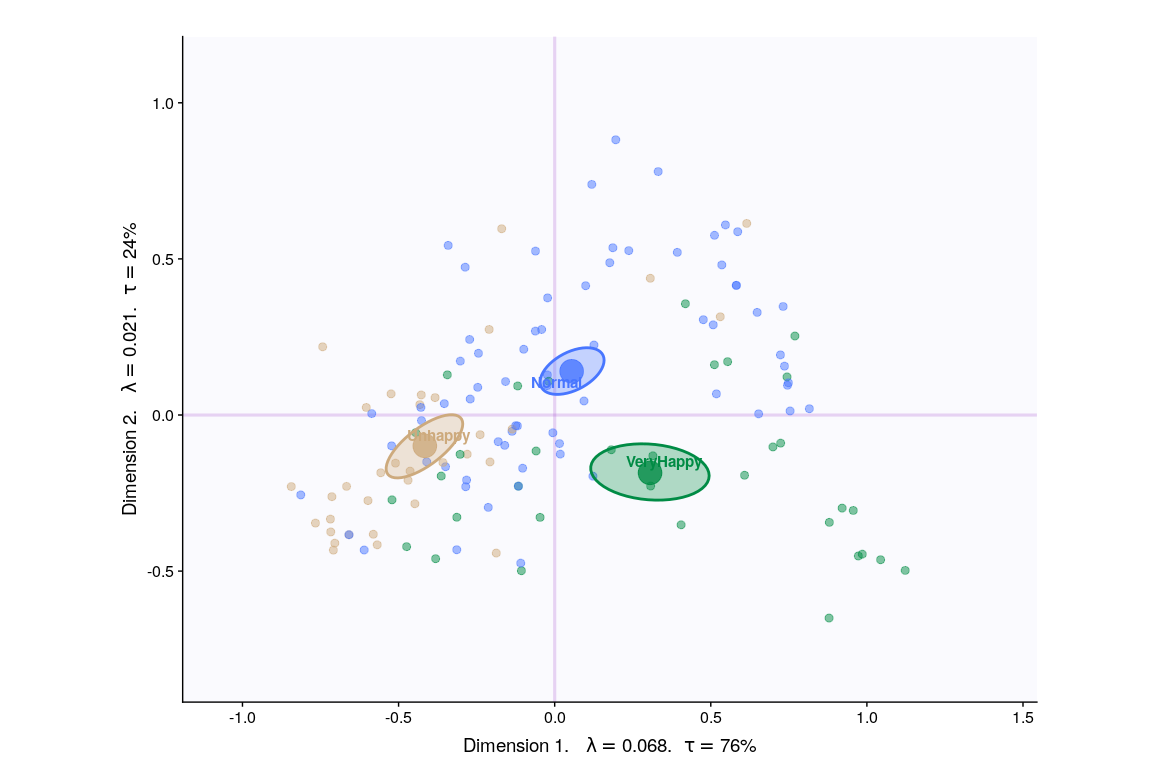 1.0
0.5
0.0
-0.5
Dimension 2. λ = 0.021. τ = 24%
Normal
Unhappy
VeryHappy
-1.0 -0.5 0.0 0.5 1.0 1.5
Dimension 1. λ = 0.068. τ = 76%